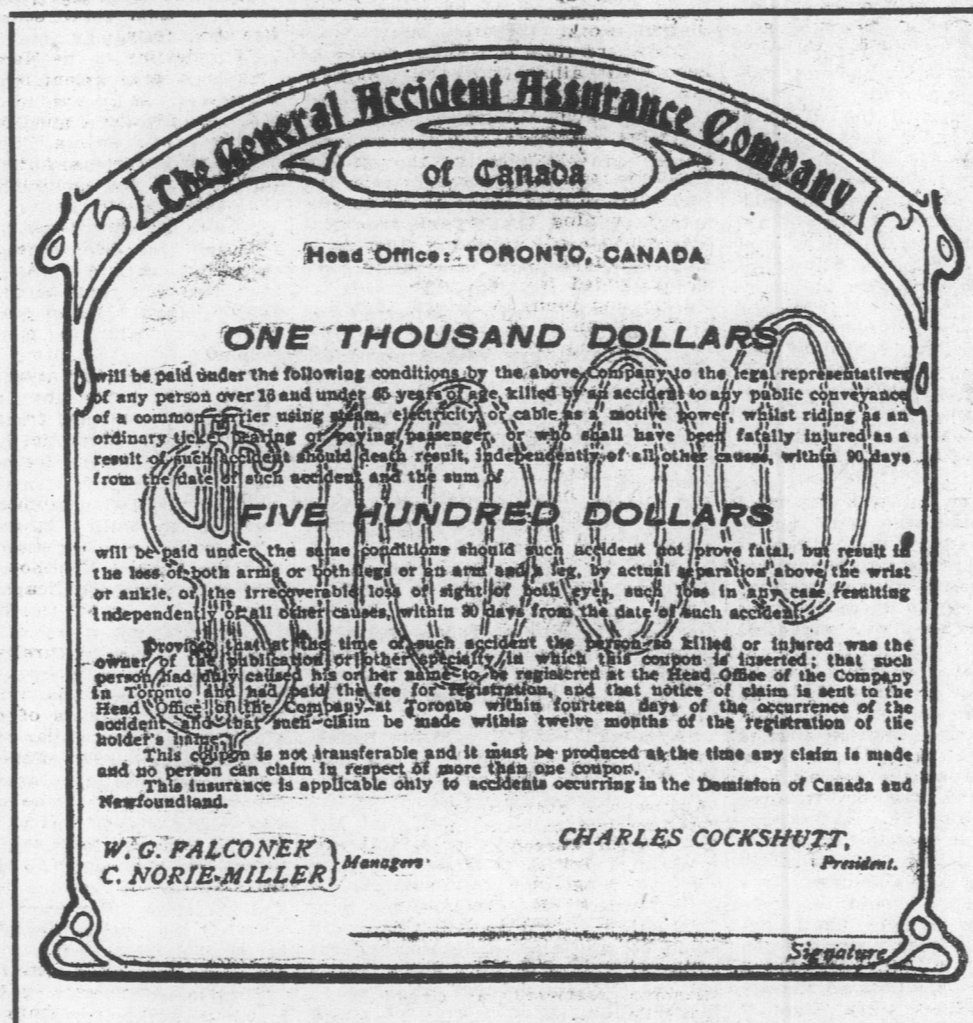 The General Accident Assurance Company
of Canada
Head Office: TORONTO, CANADA
ONE THOUSAND DOLLARS
will be paid under the following conditions by the above Company to the legal representatives
of any person over 16 and under 65 years of age, killed by an accident to any public conveyance
of a common carrier using steam, electricity or cable as a motive power, whilst riding as an
ordinary ticket bearing or paying passenger, or who shall have been fatally injured as a
result of such accident should death result, independently of all other causes, within 90 days
from the date of such accident and the sum of
FIVE HUNDRED DOLLARS
will be paid under the same conditions should such accident not prove fatal, but result in
the loss of both arms or both legs or an arm and a leg, by actual separation above the wrist
or ankle, or the irrecoverable loss of sight of both eyes, such loss in any case resulting
independently of all other causes, within 30 days from the date of such accident.
Provided that at the time of such accident the person so killed or injured was the
owner of the publication or other specialty in which this coupon is inserted; that such
person had duly caused his or her name to be registered at the Head Office of the Company
in Toronto and had paid the fee for registration, and that notice of claim is sent to the
Head Office of the Company at Toronto within fourteen days of the occurrence of the
accident and that such claim be made within twelve months of the registration of the
holder's name.
This coupon is not transferable and it must be produced at the time any claim is made
and no person can claim in respect of more than one coupon.
This insurance is applicable only to accidents occurring in the Dominion of Canada and
Newfoundland.
W. G. FALCONER
C. NORIE-MILLER
Managers
CHARLES COCKSHUTT,
President.
Signature